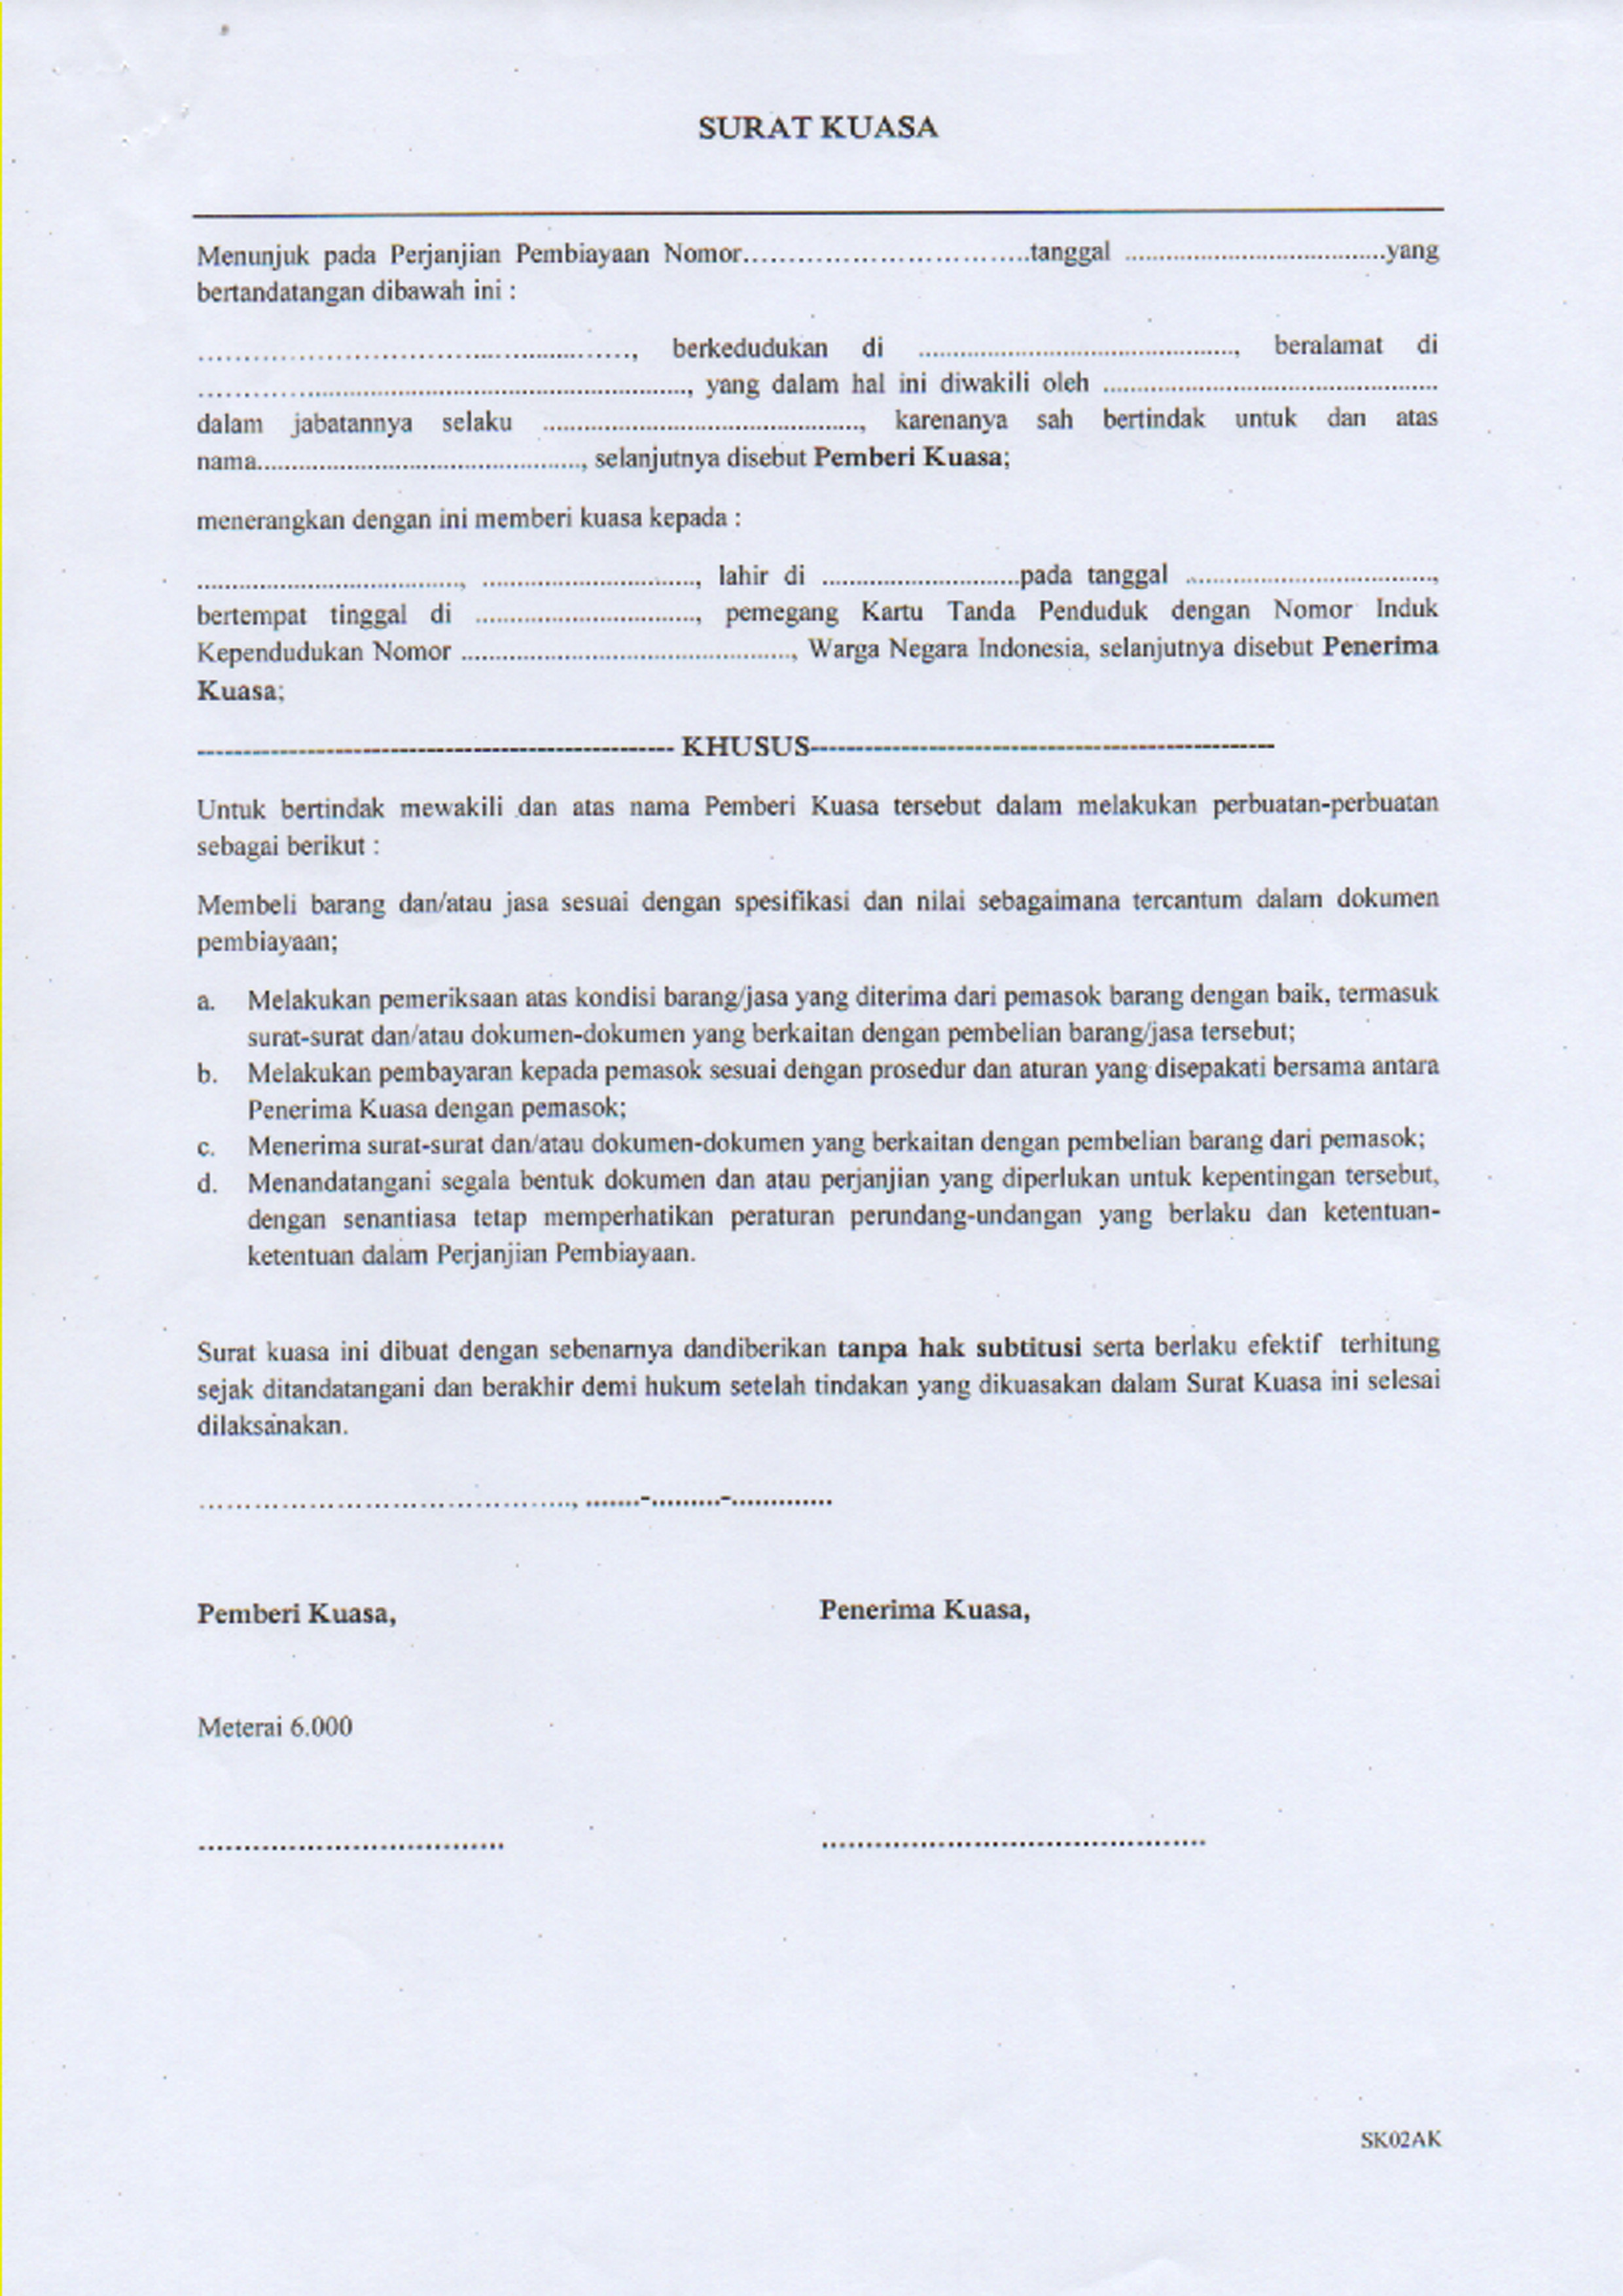 SURAT KUASA
Menunjuk pada Perjanjian Pembiayaan Nomor................................tanggal ......................................yang
bertandatangan dibawah ini :
................................................, berkedudukan di .............................................., beralamat di
......................................................................, yang dalam hal ini diwakili oleh ................................................
dalam jabatannya selaku .............................................., karenanya sah bertindak untuk dan atas
nama.............................................., selanjutnya disebut Pemberi Kuasa;
menerangkan dengan ini memberi kuasa kepada :
......................................, ..............................., lahir di .............................pada tanggal ....................................,
bertempat tinggal di ................................, pemegang Kartu Tanda Penduduk dengan Nomor Induk
Kependudukan Nomor ................................................, Warga Negara Indonesia, selanjutnya disebut Penerima
Kuasa;
---------------------------------------------------- KHUSUS---------------------------------------------------
Untuk bertindak mewakili dan atas nama Pemberi Kuasa tersebut dalam melakukan perbuatan-perbuatan
sebagai berikut :
Membeli barang dan/atau jasa sesuai dengan spesifikasi dan nilai sebagaimana tercantum dalam dokumen
pembiayaan;
a. Melakukan pemeriksaan atas kondisi barang/jasa yang diterima dari pemasok barang dengan baik, termasuk
surat-surat dan/atau dokumen-dokumen yang berkaitan dengan pembelian barang/jasa tersebut;
b. Melakukan pembayaran kepada pemasok sesuai dengan prosedur dan aturan yang disepakati bersama antara
Penerima Kuasa dengan pemasok;
c. Menerima surat-surat dan/atau dokumen-dokumen yang berkaitan dengan pembelian barang dari pemasok;
d. Menandatangani segala bentuk dokumen dan atau perjanjian yang diperlukan untuk kepentingan tersebut,
dengan senantiasa tetap memperhatikan peraturan perundang-undangan yang berlaku dan ketentuan-
ketentuan dalam Perjanjian Pembiayaan.
Surat kuasa ini dibuat dengan sebenarnya dandiberikan tanpa hak subtitusi serta berlaku efektif terhitung
sejak ditandatangani dan berakhir demi hukum setelah tindakan yang dikuasakan dalam Surat Kuasa ini selesai
dilaksanakan.
.........................................., .......-.........-.............
Pemberi Kuasa, Penerima Kuasa,
Meterai 6.000
.................................. ...........................................
SK02AK